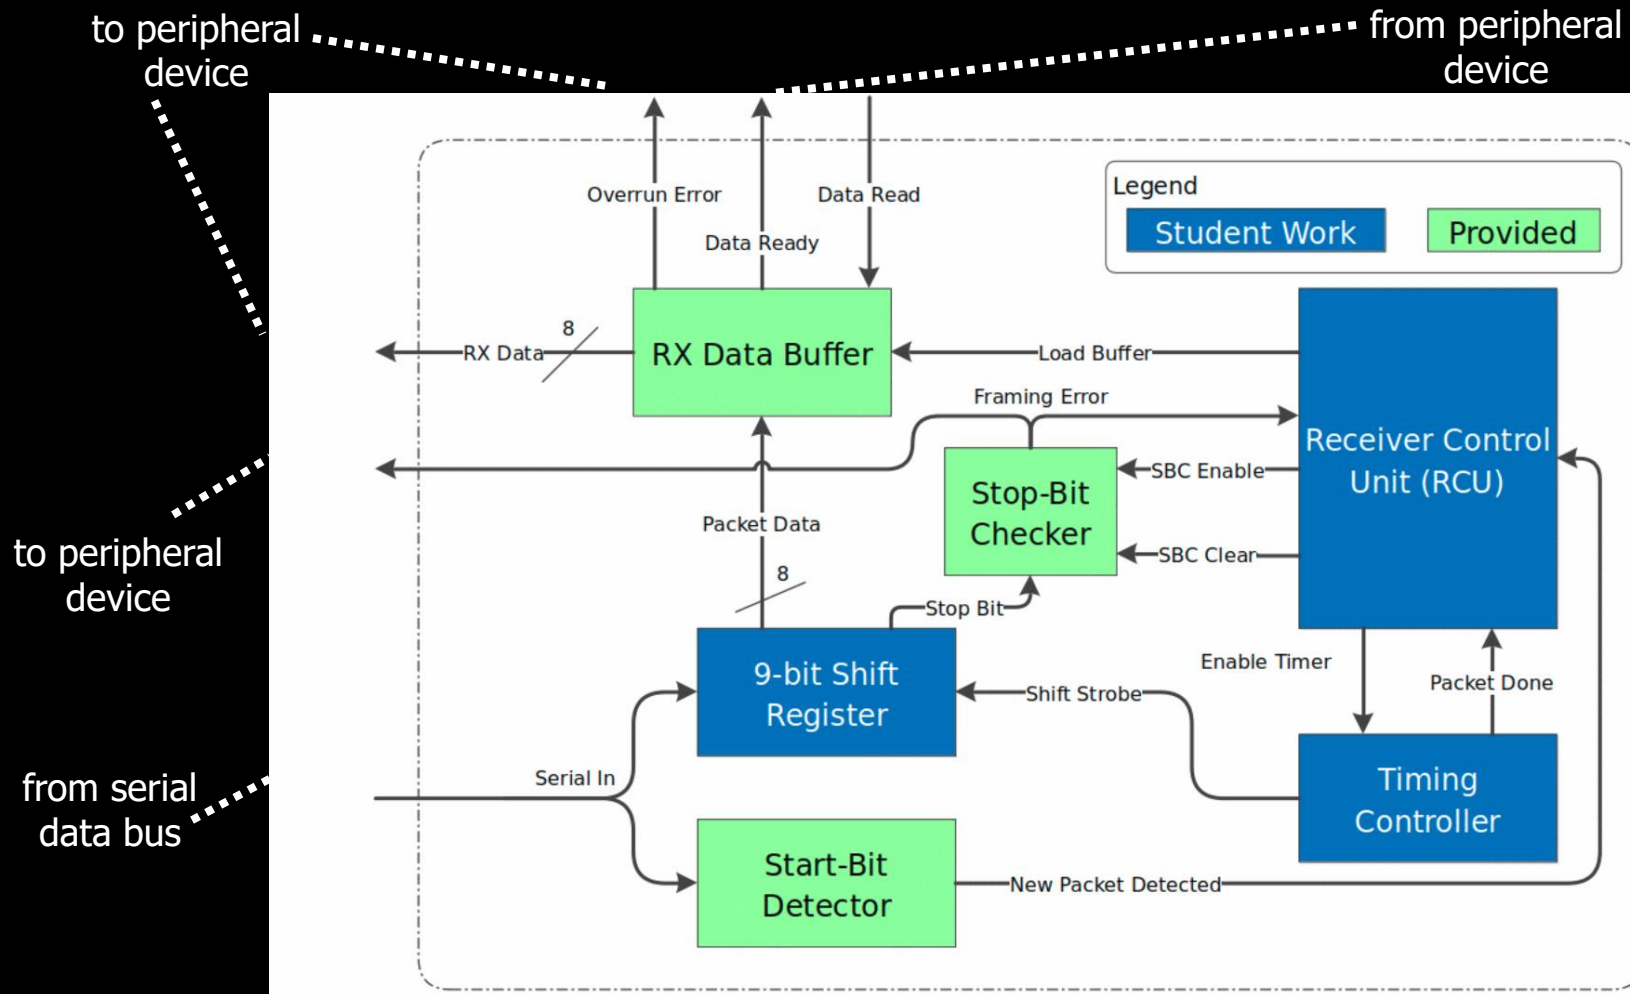 to peripheral
device
from peripheral
device
Overrun Error
Data Read
Data Ready
Legend
Student Work
Provided
8
RX Data
RX Data Buffer
Load Buffer
Framing Error
Receiver Control
Unit (RCU)
SBC Enable
Stop-Bit
Checker
SBC Clear
Packet Data
8
Stop Bit
to peripheral
device
9-bit Shift
Register
Shift Strobe
Enable Timer
Packet Done
from serial
data bus
Serial In
Timing
Controller
Start-Bit
Detector
New Packet Detected